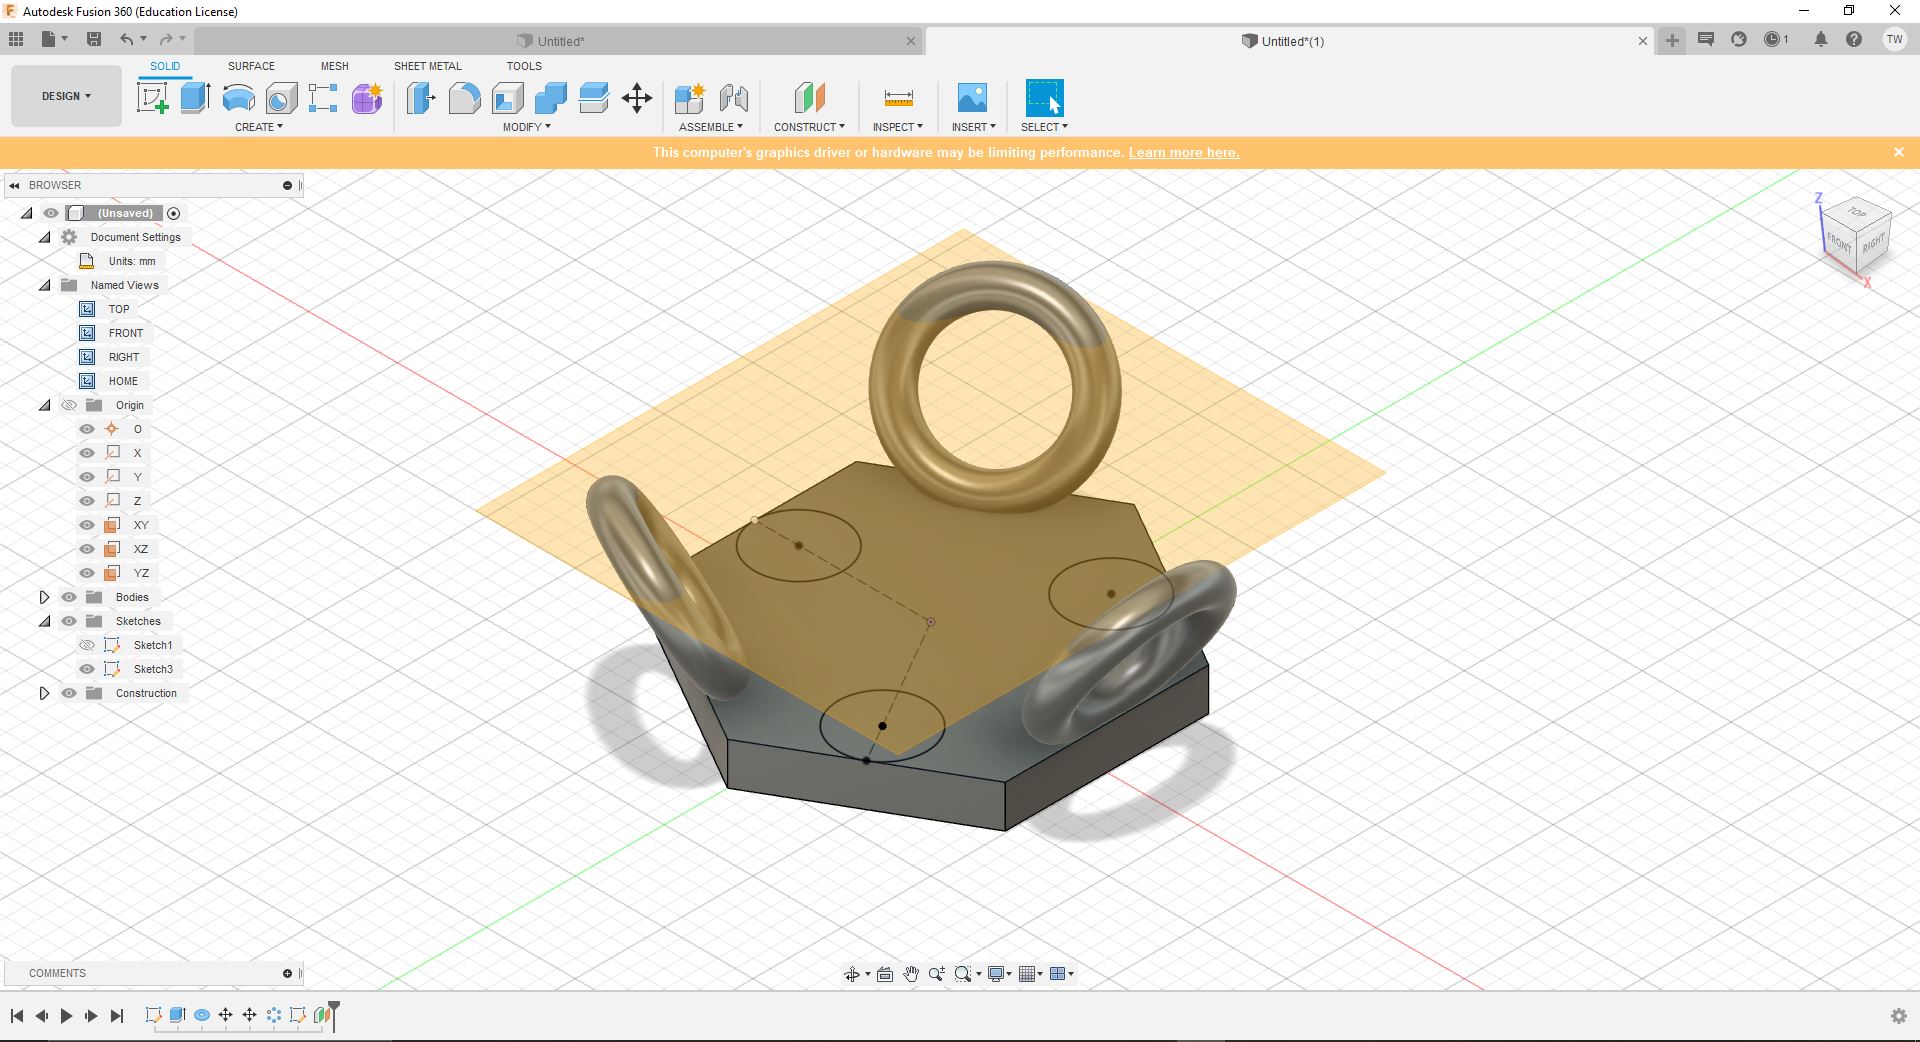 Autodesk Fusion 360 (Education License)
Untitled*
Untitled*(1)
1
TW
DESIGN
SOLID
SURFACE
MESH
SHEET METAL
TOOLS
CREATE
MODIFY
ASSEMBLE
CONSTRUCT
INSPECT
INSERT
SELECT
This computer's graphics driver or hardware may be limiting performance. Learn more here.
BROWSER
(Unsaved)
Document Settings
Units: mm
Named Views
TOP
FRONT
RIGHT
HOME
Origin
O
X
Y
Z
XY
XZ
YZ
Bodies
Sketches
Sketch1
Sketch3
Construction
Z
TOP
FRONT
RIGHT
X
COMMENTS